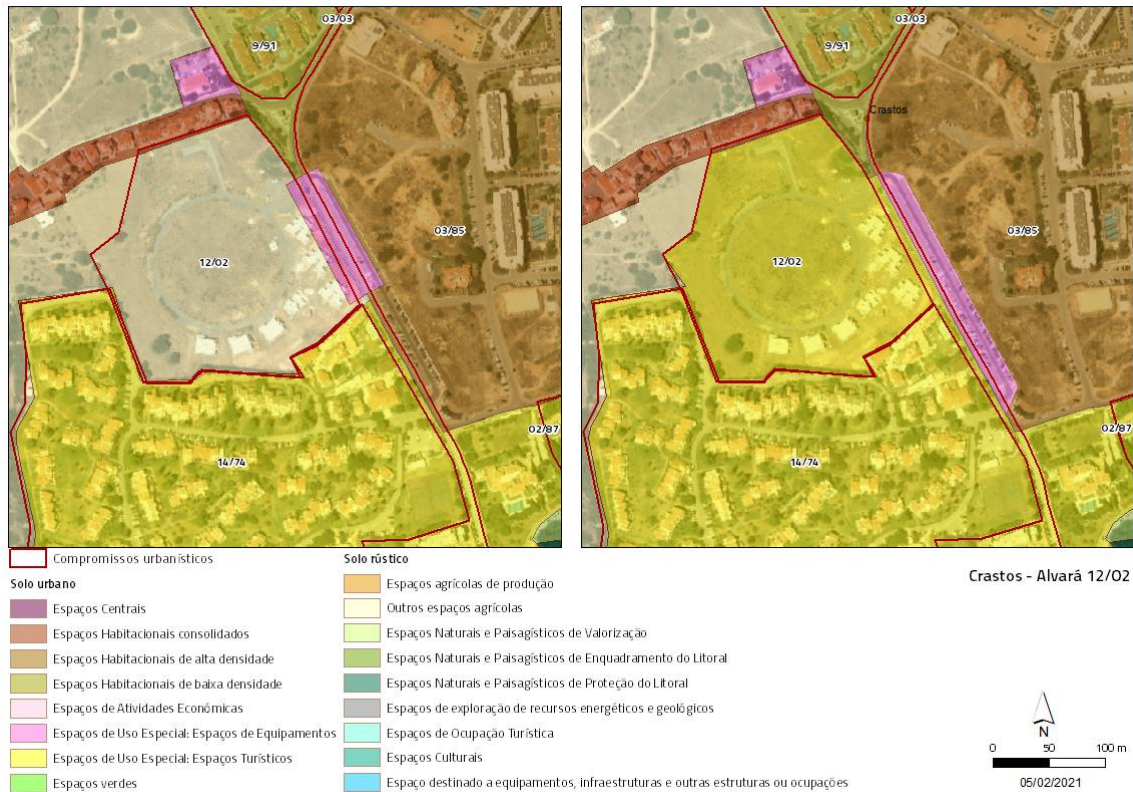 03/03
9/91
12/02
03/85
02/87
14/74
03/03
9/91
Crastos
12/02
03/85
02/87
14/74
Compromissos urbanísticos
Solo urbano
Espaços Centrais
Espaços Habitacionais consolidados
Espaços Habitacionais de alta densidade
Espaços Habitacionais de baixa densidade
Espaços de Atividades Económicas
Espaços de Uso Especial: Espaços de Equipamentos
Espaços de Uso Especial: Espaços Turísticos
Espaços verdes
Solo rústico
Espaços agrícolas de produção
Outros espaços agrícolas
Espaços Naturais e Paisagísticos de Valorização
Espaços Naturais e Paisagísticos de Enquadramento do Litoral
Espaços Naturais e Paisagísticos de Proteção do Litoral
Espaços de exploração de recursos energéticos e geológicos
Espaços de Ocupação Turística
Espaços Culturais
Espaço destinado a equipamentos, infraestruturas e outras estruturas ou ocupações
Crastos - Alvará 12/02
N
0 50 100 m
05/02/2021